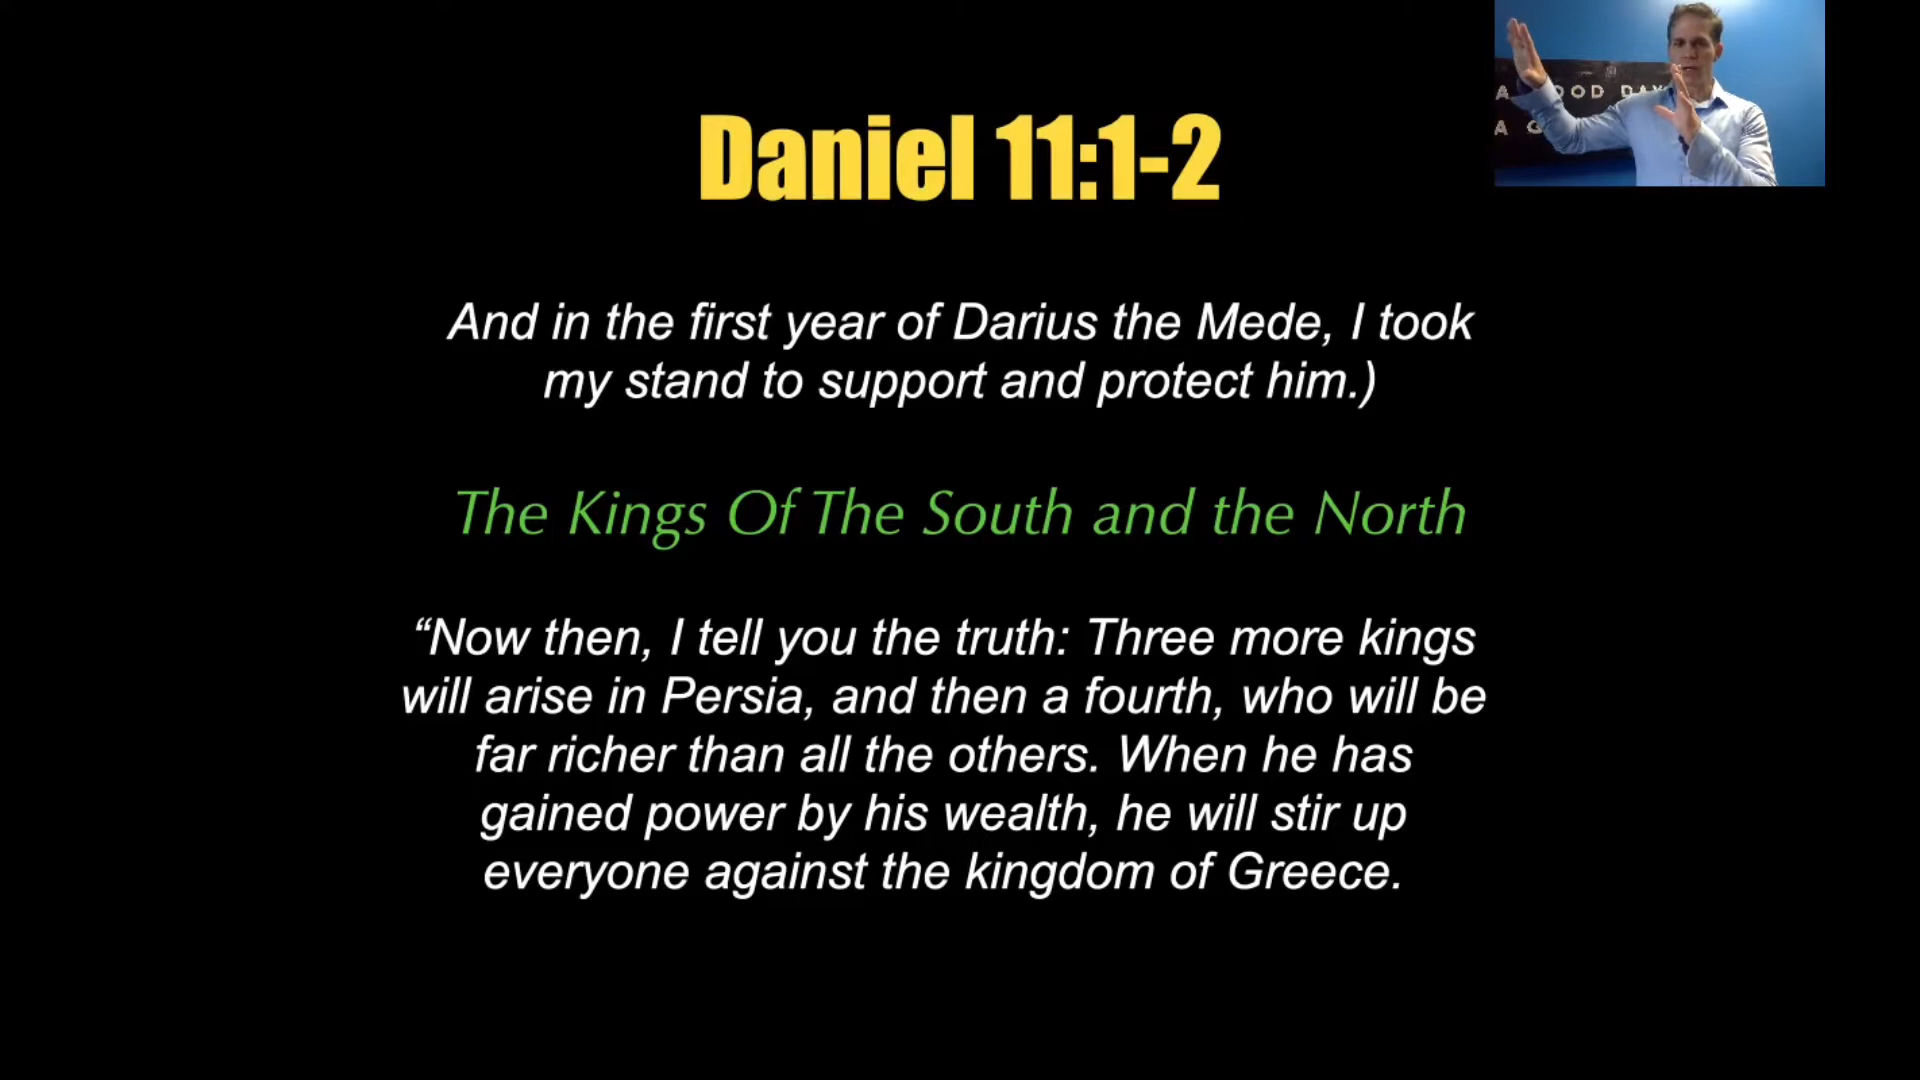 Daniel 11:1-2
And in the first year of Darius the Mede, I took
my stand to support and protect him.)
The Kings Of The South and the North
“Now then, I tell you the truth: Three more kings
will arise in Persia, and then a fourth, who will be
far richer than all the others. When he has
gained power by his wealth, he will stir up
everyone against the kingdom of Greece.
A OOD DAY
A G